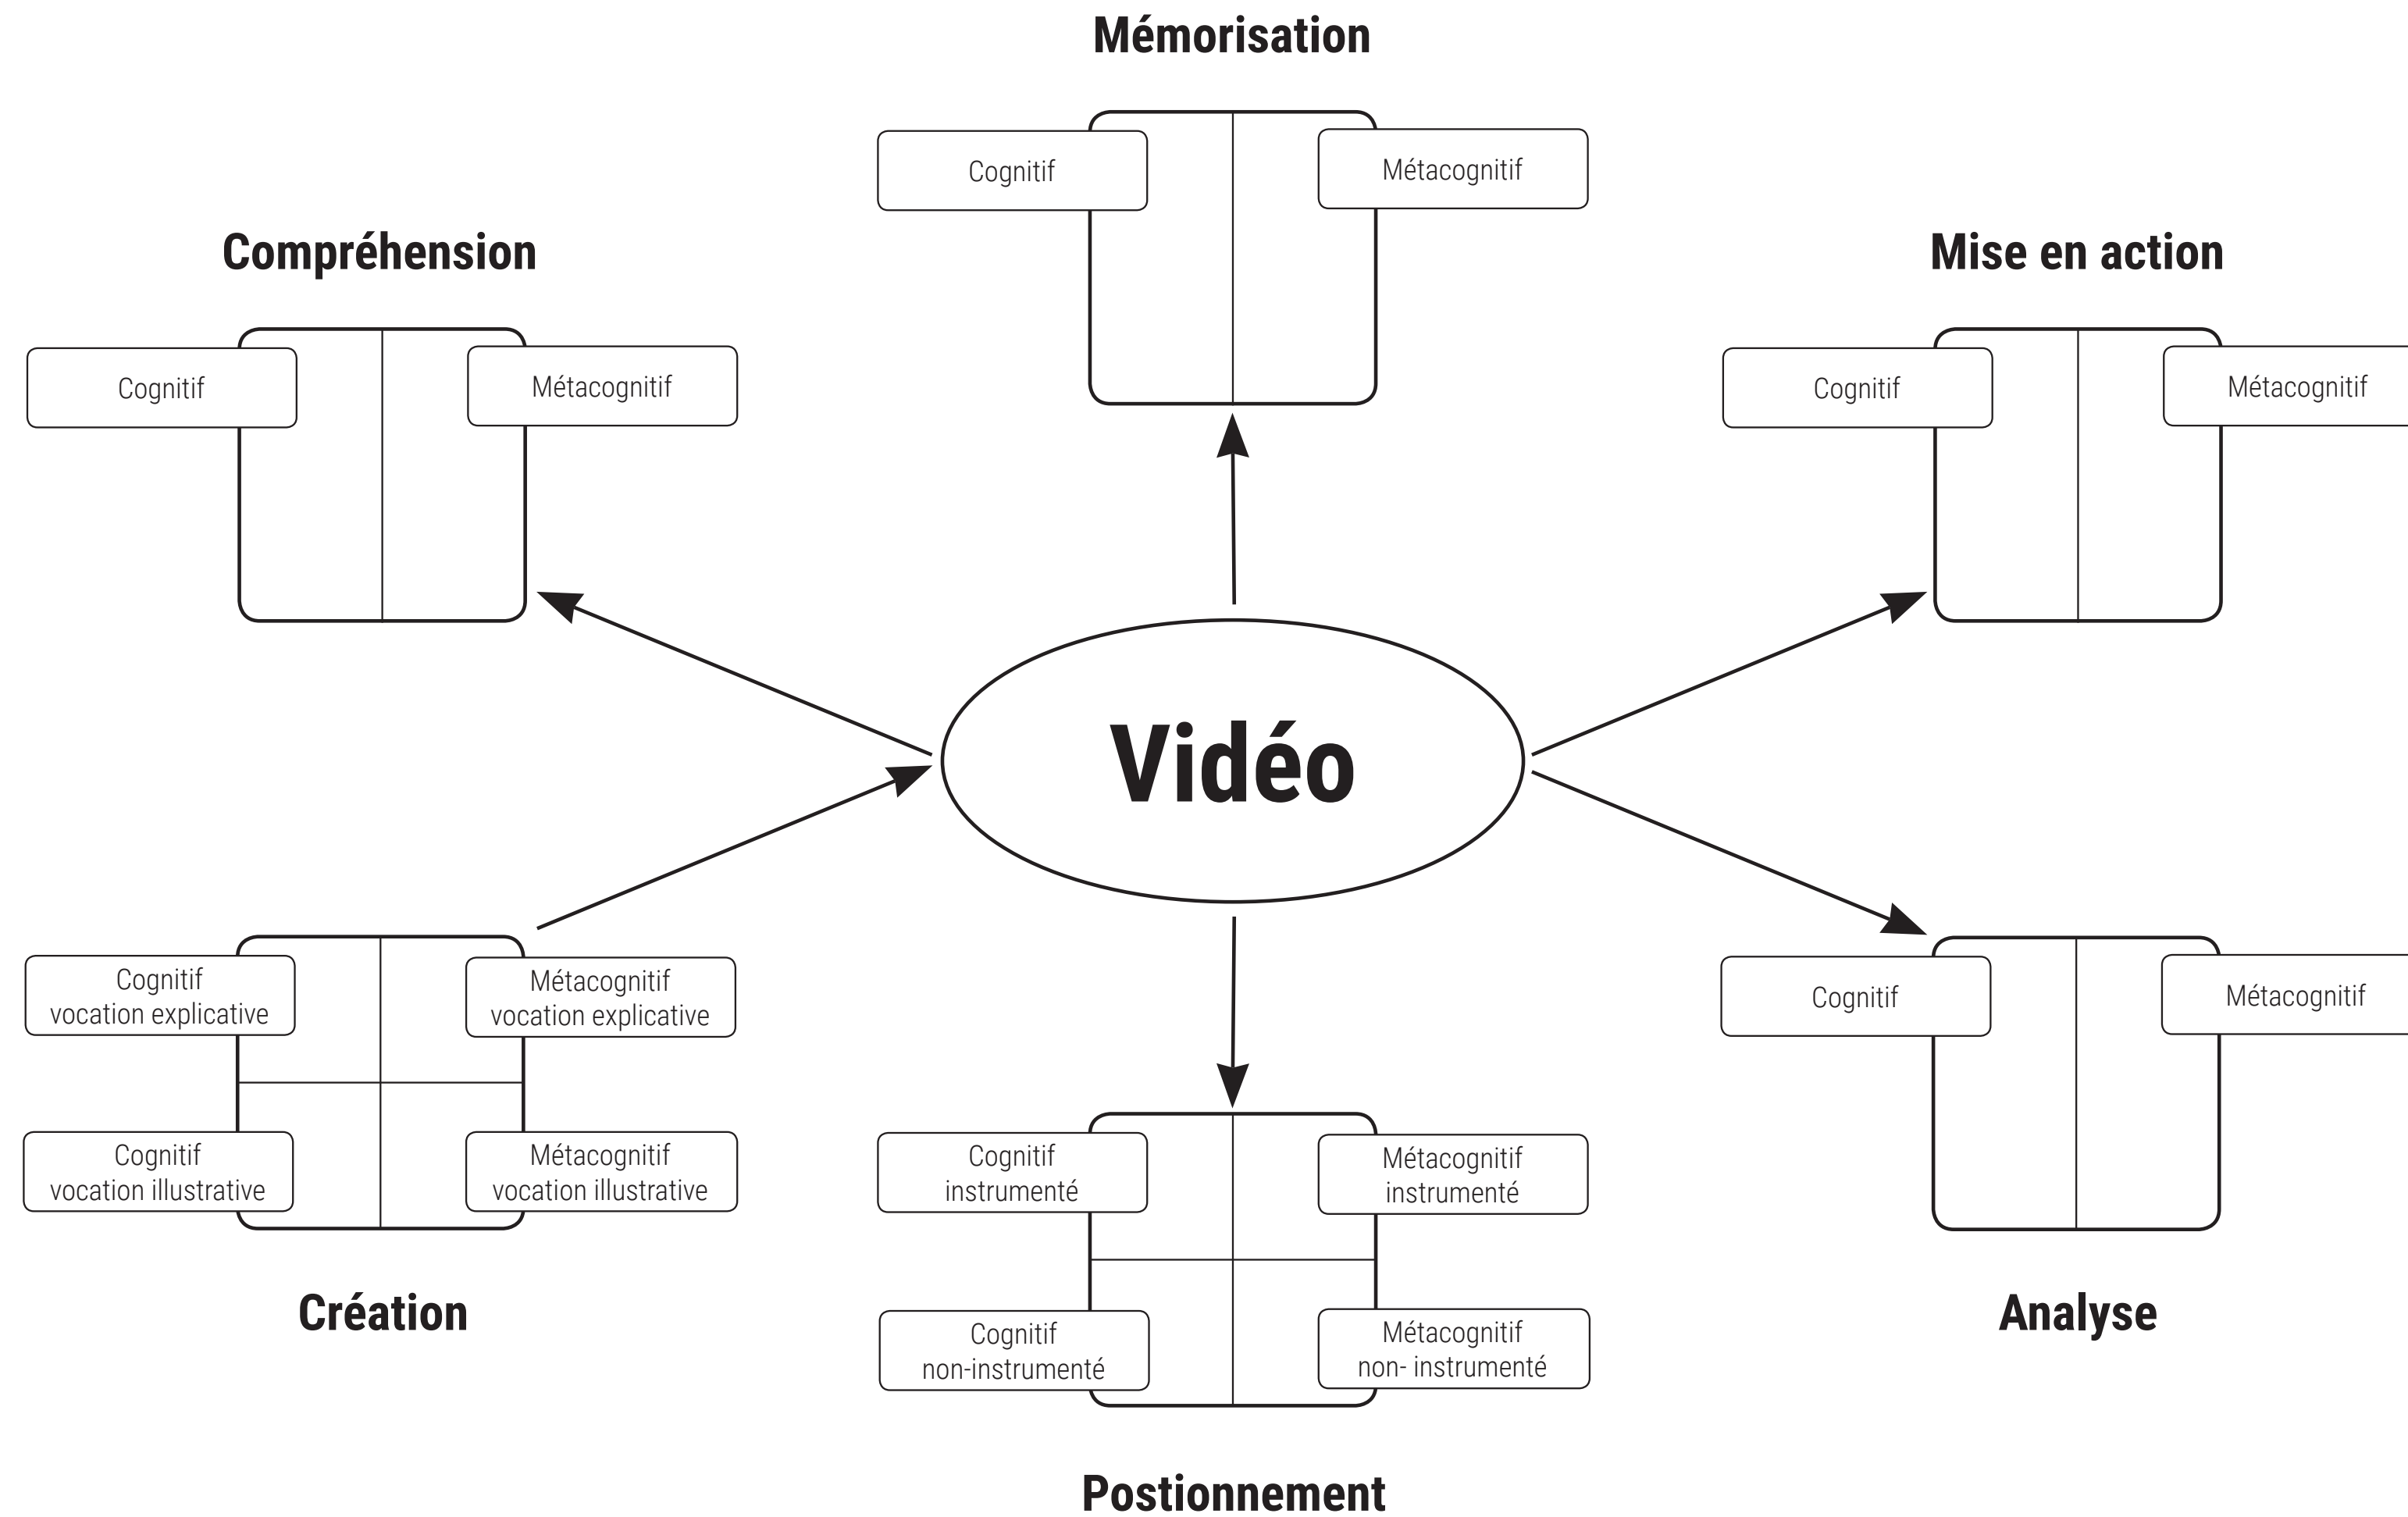 Mémorisation
Cognitif
Métacognitif
Compréhension
Cognitif
Métacognitif
Mise en action
Cognitif
Métacognitif
Vidéo
Cognitif
vocation explicative
Métacognitif
vocation explicative
Cognitif
vocation illustrative
Métacognitif
vocation illustrative
Création
Cognitif
instrumenté
Métacognitif
instrumenté
Cognitif
non-instrumenté
Métacognitif
non- instrumenté
Postionnement
Cognitif
Métacognitif
Analyse